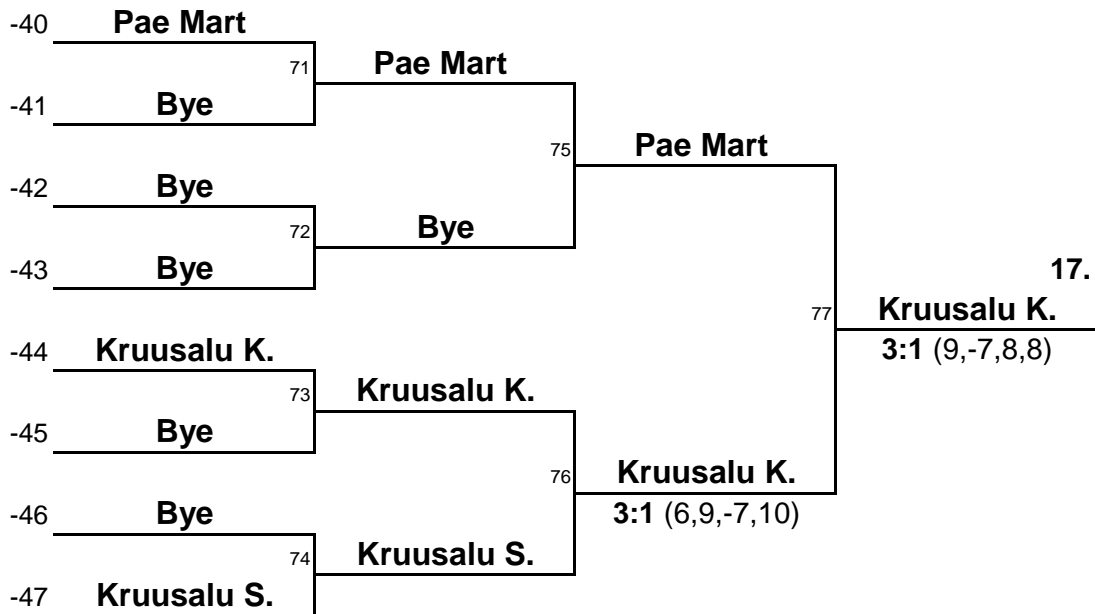 -40 Pae Mart
71 Pae Mart
-41 Bye
75 Pae Mart
-42 Bye
72 Bye
-43 Bye
17.
77 Kruusalu K.
3:1 (9,-7,8,8)
-44 Kruusalu K.
73 Kruusalu K.
-45 Bye
76 Kruusalu K.
3:1 (6,9,-7,10)
-46 Bye
74 Kruusalu S.
-47 Kruusalu S.